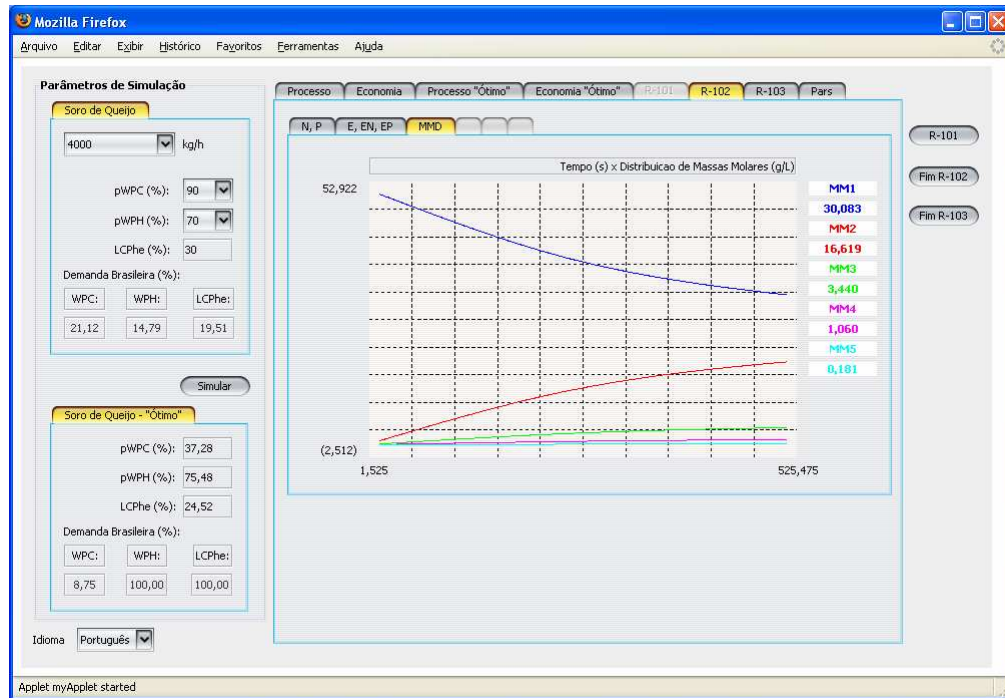 Mozilla Firefox
Arquivo Editar Exibir Histórico Favoritos Ferramentas Ajuda
Parâmetros de Simulação
Soro de Queijo
4000 kg/h
pWPC (%): 90
pWPH (%): 70
LCPhe (%): 30
Demanda Brasileira (%):
WPC: WPH: LCPhe:
21,12 14,79 19,51
Simular
Soro de Queijo - "Ótimo"
pWPC (%): 37,28
pWPH (%): 75,48
LCPhe (%): 24,52
Demanda Brasileira (%):
WPC: WPH: LCPhe:
8,75 100,00 100,00
Idioma Português
Processo Economia Processo "Ótimo" Economia "Ótimo" R-101 R-102 R-103 Pars
N, P E, EN, EP MMD
Tempo (s) x Distribuicao de Massas Molares (g/L)
52,922
(2,512)
1,525 525,475
MM1
30,083
MM2
16,619
MM3
3,440
MM4
1,060
MM5
0,181
R-101
Fim R-102
Fim R-103
Applet myApplet started